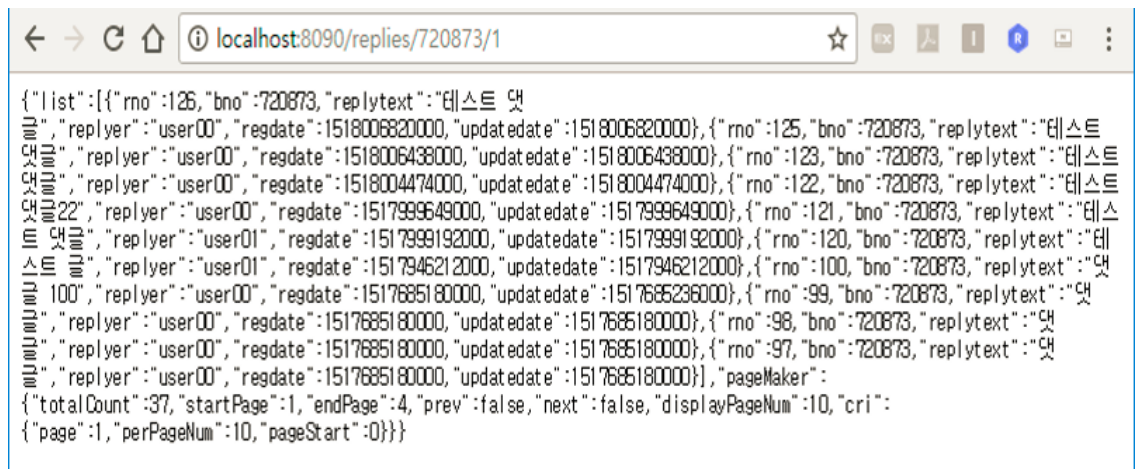 localhost:8090/replies/720873/1
{"list":[{"rno":126,"bno":720873,"replytext":"테스트 댓
글","replyer":"user00","regdate":1518006820000,"updatedate":1518006820000},{"rno":125,"bno":720873,"replytext":"테스트
댓글","replyer":"user00","regdate":1518006438000,"updatedate":1518006438000},{"rno":123,"bno":720873,"replytext":"테스트
댓글","replyer":"user00","regdate":1518004474000,"updatedate":1518004474000},{"rno":122,"bno":720873,"replytext":"테스트
댓글22","replyer":"user00","regdate":1517999649000,"updatedate":1517999649000},{"rno":121,"bno":720873,"replytext":"테스
트 댓글","replyer":"user01","regdate":1517999192000,"updatedate":1517999192000},{"rno":120,"bno":720873,"replytext":"테
스트 글","replyer":"user01","regdate":1517946212000,"updatedate":1517946212000},{"rno":100,"bno":720873,"replytext":"댓
글 100","replyer":"user00","regdate":1517685180000,"updatedate":1517685236000},{"rno":99,"bno":720873,"replytext":"댓
글","replyer":"user00","regdate":1517685180000,"updatedate":1517685180000},{"rno":98,"bno":720873,"replytext":"댓
글","replyer":"user00","regdate":1517685180000,"updatedate":1517685180000},{"rno":97,"bno":720873,"replytext":"댓
글","replyer":"user00","regdate":1517685180000,"updatedate":1517685180000}],"pageMaker":
{"totalCount":37,"startPage":1,"endPage":4,"prev":false,"next":false,"displayPageNum":10,"cri":
{"page":1,"perPageNum":10,"pageStart":0}}}